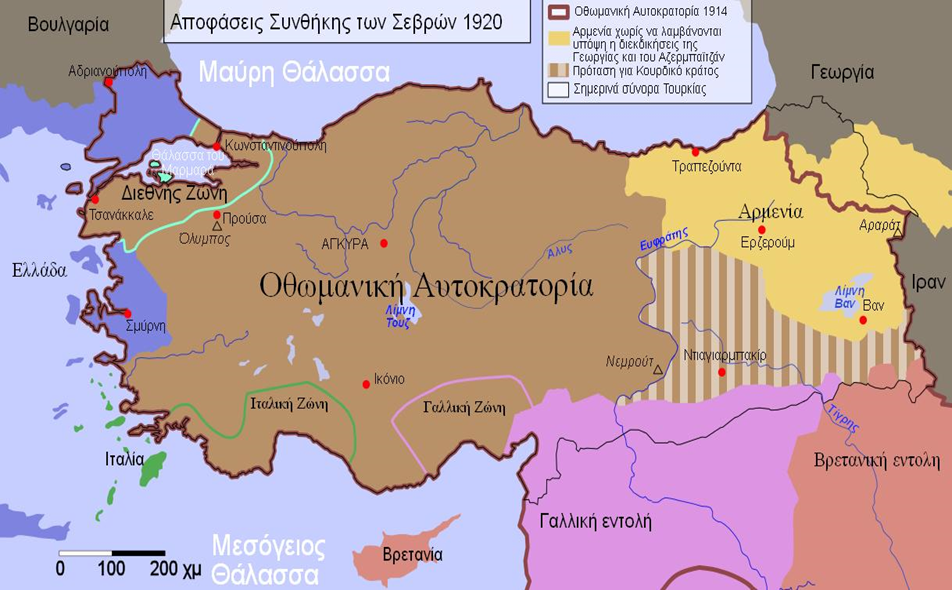 Αποφάσεις Συνθήκης των Σεβρών 1920
Οθωμανική Αυτοκρατορία 1914
Αρμενία χωρίς να λαμβάνονται
υπόψη η διεκδικήσεις της
Γεωργίας και του Αζερμπαϊτζάν
Πρόταση για Κουρδικό κράτος
Σημερινά σύνορα Τουρκίας
Βουλγαρία
Αδριανούπολη
Μαύρη Θάλασσα
Γεωργία
Κωνσταντινούπολη
Θάλασσα του
Μαρμαρά
Τραπεζούντα
Διεθνής Ζώνη
Τσανάκκαλε
Προύσα
Όλυμπος
Αρμενία
Ερζερούμ
Αραράτ
ΑΓΚΥΡΑ
Αλυς
Ευφράτης
Ελλάδα
Οθωμανική Αυτοκρατορία
Λίμνη
Τουζ
Λίμνη
Βαν
Βαν
Ιραν
Σμύρνη
Νεμρούτ
Ντιαγιαρμπακίρ
Ικόνιο
Ιταλική Ζώνη
Γαλλική Ζώνη
Τίγρης
Ιταλία
Βρετανική εντολη
Γαλλική εντολή
Μεσόγειος
Θάλασσα
Βρετανία
0 100 200 χμ